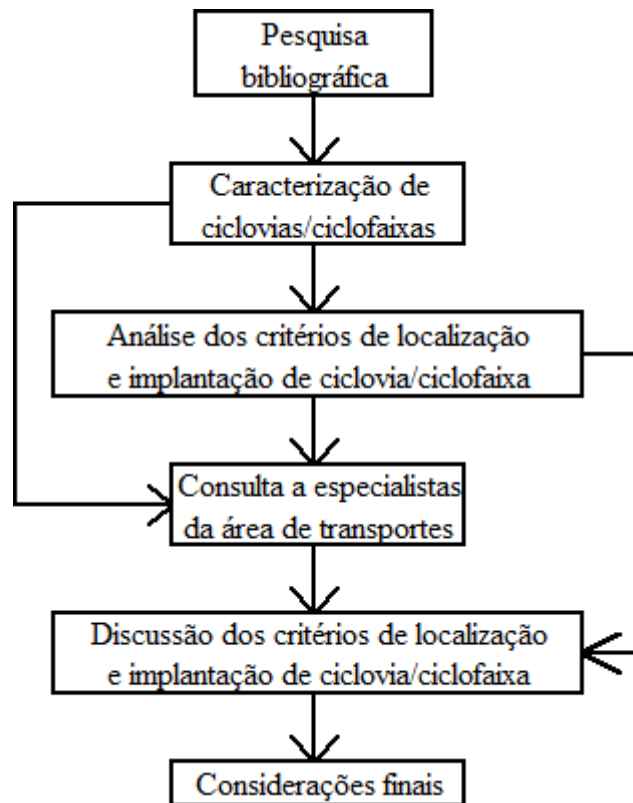 Pesquisa
bibliográfica
Caracterização de
ciclovias/ciclofaixas
Análise dos critérios de localização
e implantação de ciclovia/ciclofaixa
Consulta a especialistas
da área de transportes
Discussão dos critérios de localização
e implantação de ciclovia/ciclofaixa
Considerações finais